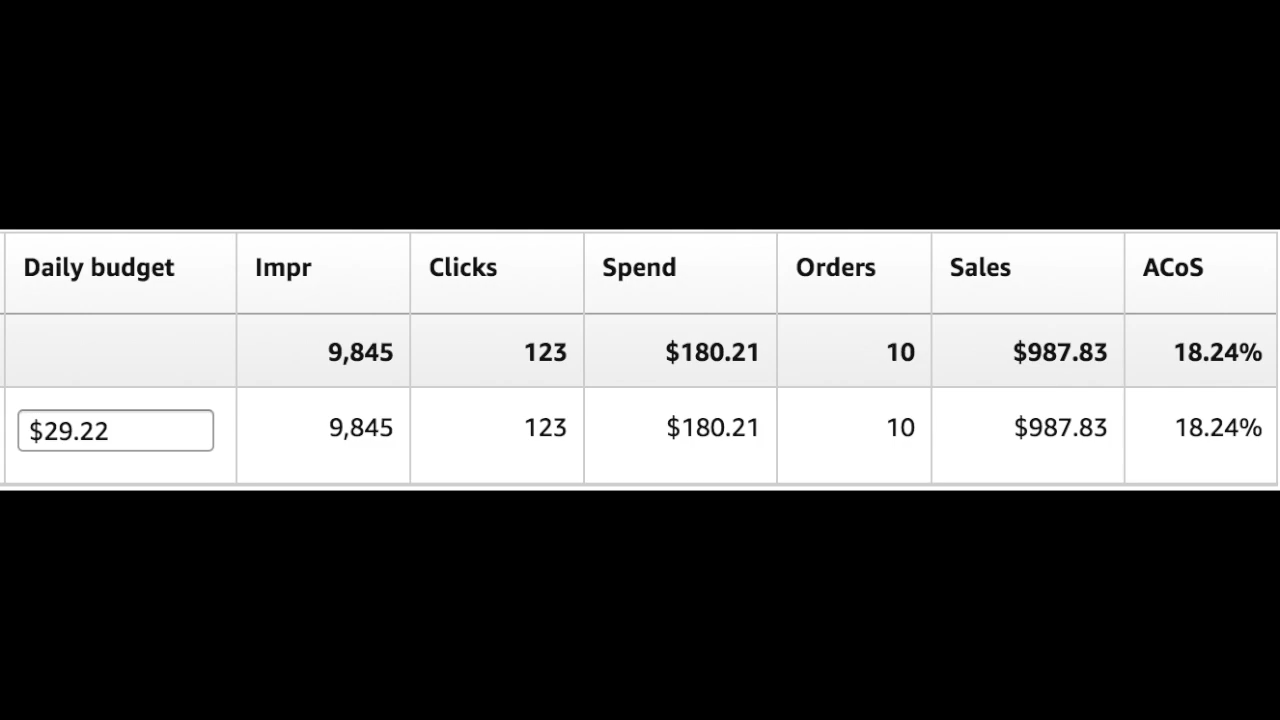 Daily budget Impr Clicks Spend Orders Sales ACoS
9,845 123 $180.21 10 $987.83 18.24%
$29.22 9,845 123 $180.21 10 $987.83 18.24%